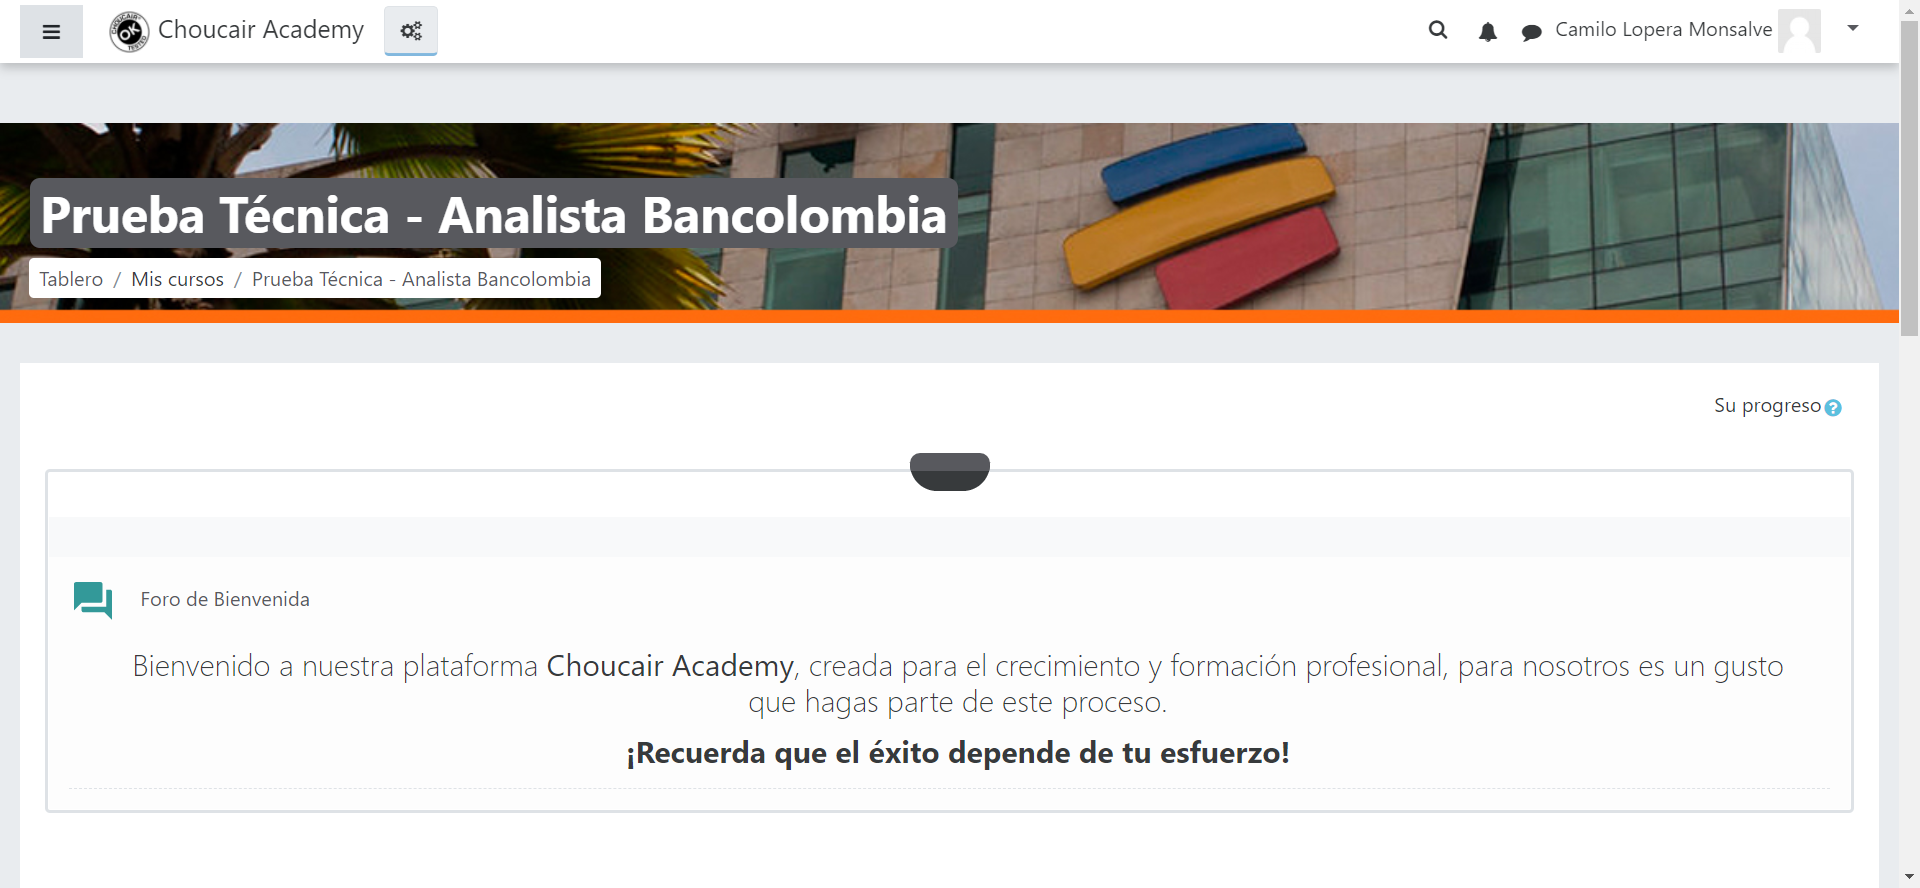 Choucair Academy
Camilo Lopera Monsalve
Prueba Técnica - Analista Bancolombia
Tablero / Mis cursos / Prueba Técnica - Analista Bancolombia
Su progreso
Foro de Bienvenida
Bienvenido a nuestra plataforma Choucair Academy, creada para el crecimiento y formación profesional, para nosotros es un gusto
que hagas parte de este proceso.
¡Recuerda que el éxito depende de tu esfuerzo!